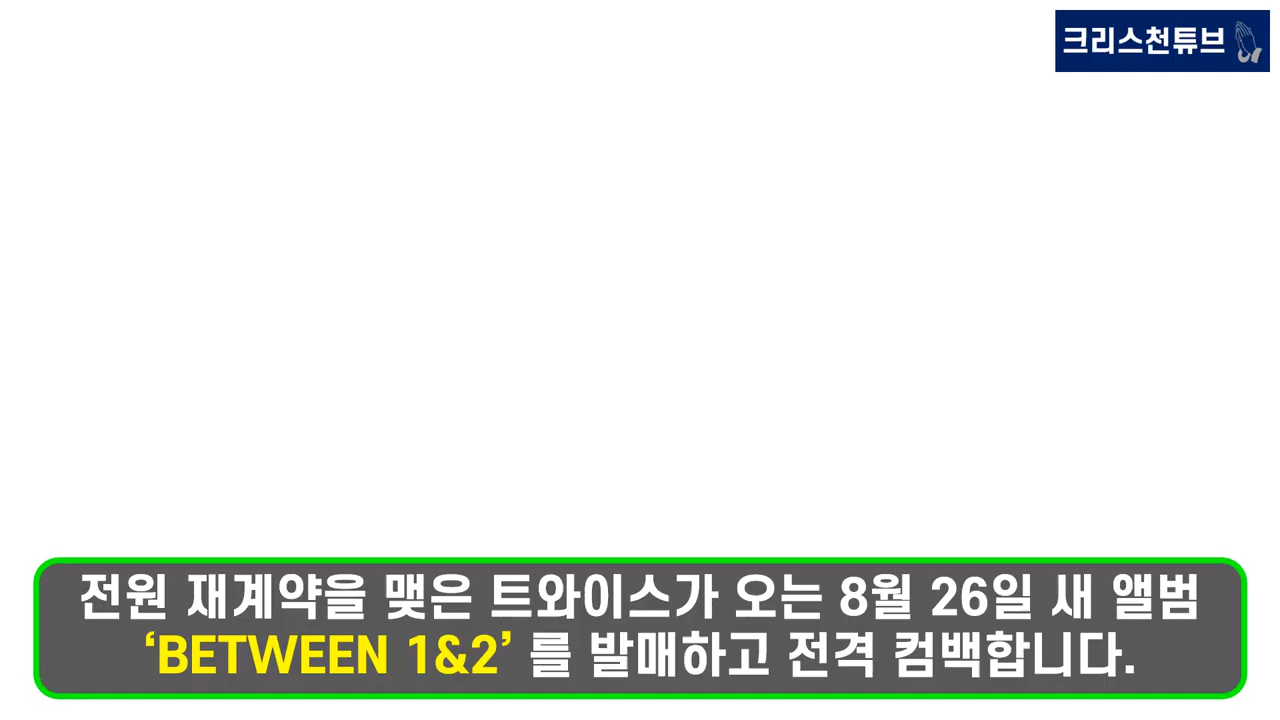 크리스천튜브
전원 재계약을 맺은 트와이스가 오는 8월 26일 새 앨범
‘BETWEEN 1&2’ 를 발매하고 전격 컴백합니다.